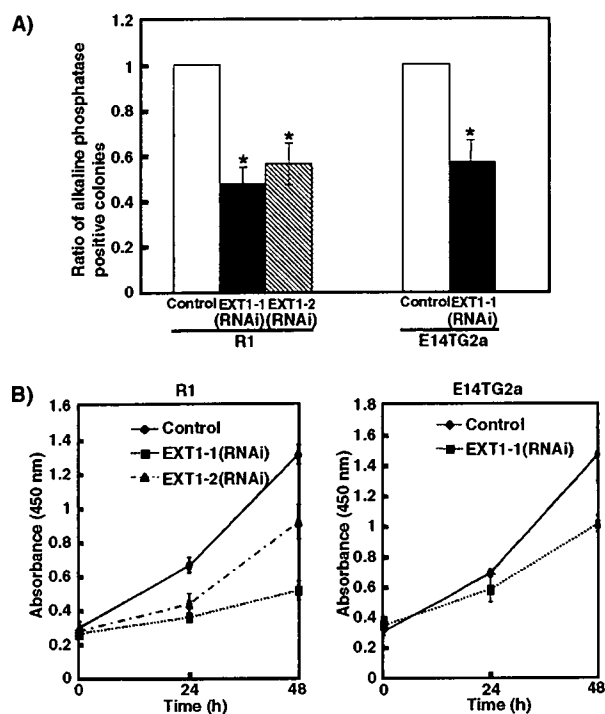 A)
Ratio of alkaline phosphatase
positive colonies
1.2
1
0.8
0.6
0.4
0.2
0
*
*
*
Control
EXT1-1
(RNAi)
EXT1-2
(RNAi)
R1
Control
EXT1-1
(RNAi)
E14TG2a
B)
R1
Absorbance (450 nm)
1.6
1.4
1.2
1
0.8
0.6
0.4
0.2
Control
EXT1-1(RNAi)
EXT1-2(RNAi)
0
24
48
Time (h)
E14TG2a
Absorbance (450 nm)
1.6
1.4
1.2
1
0.8
0.6
0.4
0.2
0
Control
EXT1-1(RNAi)
0
24
48
Time (h)